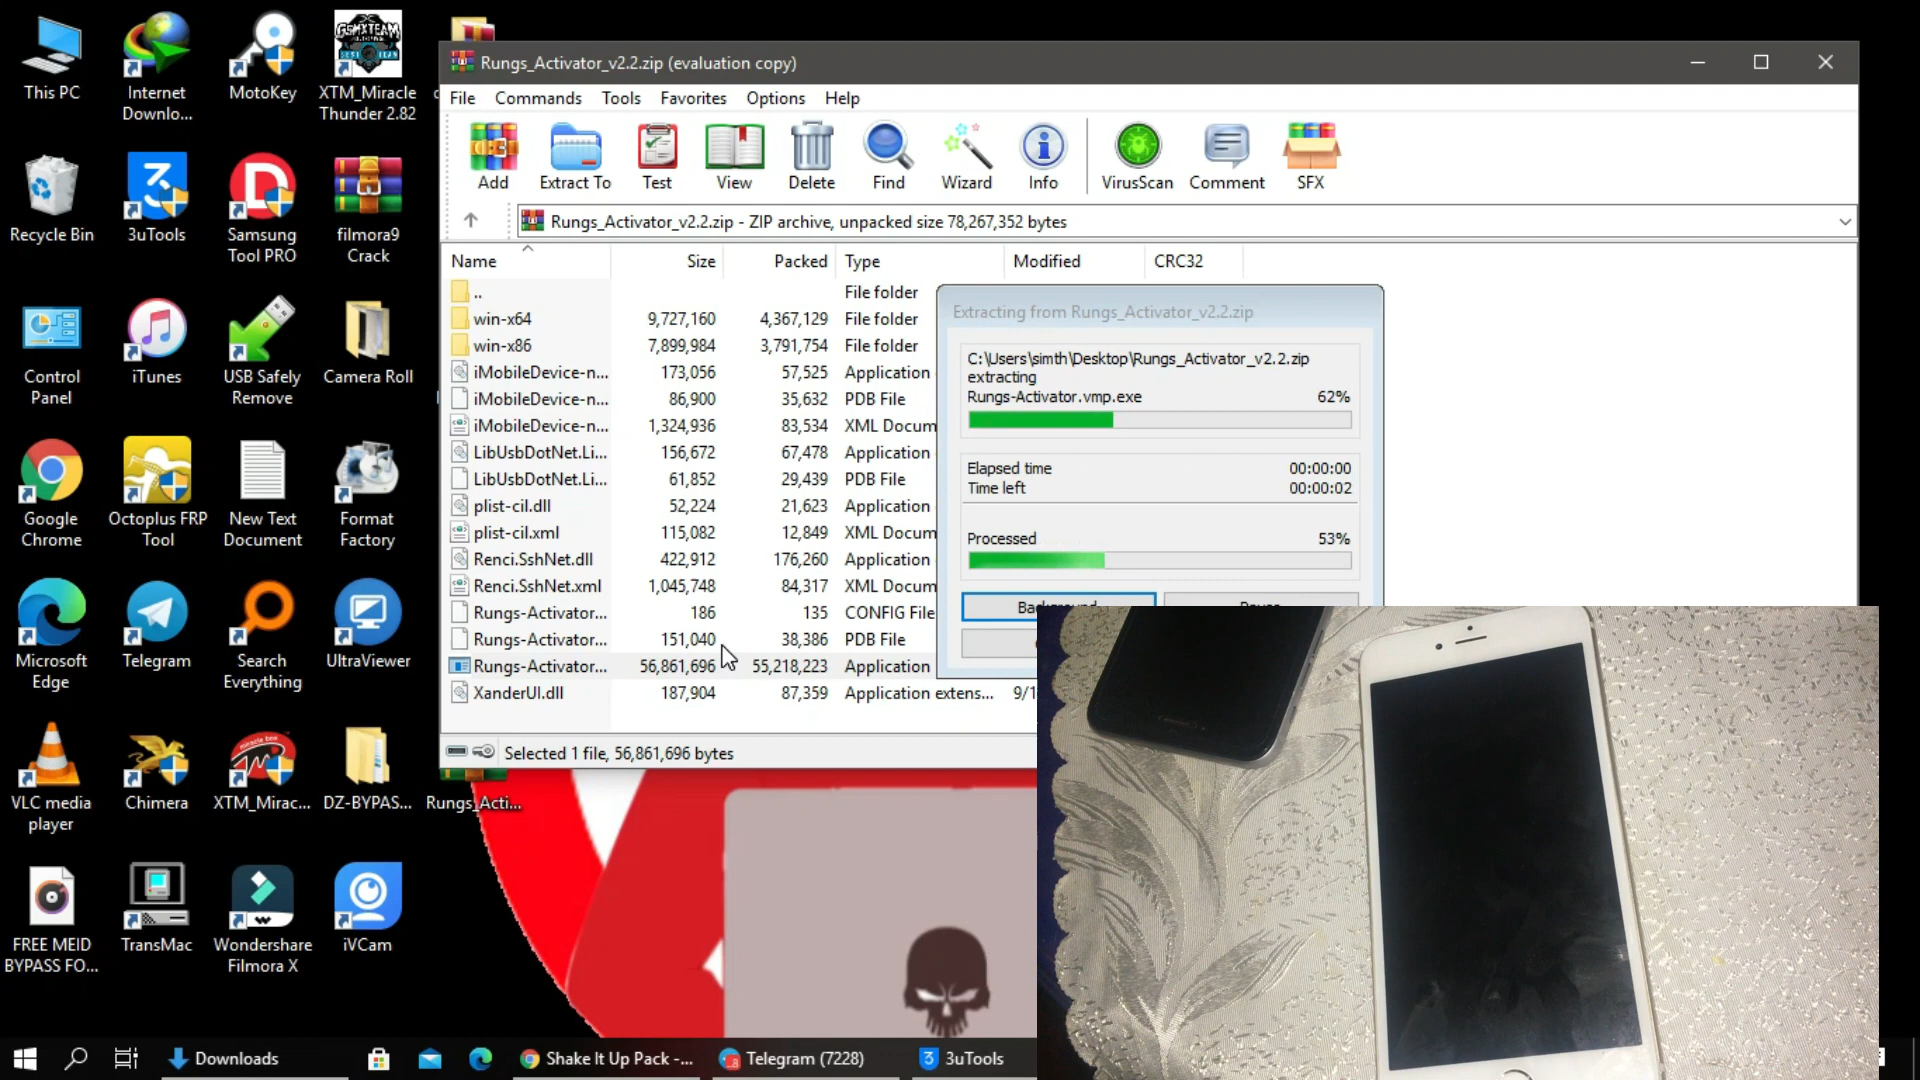 This PC
Internet
Downlo...
MotoKey
XTM_Miracle
Thunder 2.82
Recycle Bin
3uTools
Samsung
Tool PRO
filmora9
Crack
Control
Panel
iTunes
USB Safely
Remove
Camera Roll
Google
Chrome
Octoplus FRP
Tool
New Text
Document
Format
Factory
Microsoft
Edge
Telegram
Search
Everything
UltraViewer
VLC media
player
Chimera
XTM_Mirac...
DZ-BYPAS...
Rungs_Acti...
FREE MEID
BYPASS FO...
TransMac
Wondershare
Filmora X
iVCam
Rungs_Activator_v2.2.zip (evaluation copy)
File Commands Tools Favorites Options Help
Add Extract To Test View Delete Find Wizard Info VirusScan Comment SFX
Rungs_Activator_v2.2.zip - ZIP archive, unpacked size 78,267,352 bytes
Name Size Packed Type Modified CRC32
.. File folder
win-x64 9,727,160 4,367,129 File folder
win-x86 7,899,984 3,791,754 File folder
iMobileDevice-n... 173,056 57,525 Application
iMobileDevice-n... 86,900 35,632 PDB File
iMobileDevice-n... 1,324,936 83,534 XML Docum
LibUsbDotNet.Li... 156,672 67,478 Application
LibUsbDotNet.Li... 61,852 29,439 PDB File
plist-cil.dll 52,224 21,623 Application
plist-cil.xml 115,082 12,849 XML Docum
Renci.SshNet.dll 422,912 176,260 Application
Renci.SshNet.xml 1,045,748 84,317 XML Docum
Rungs-Activator... 186 135 CONFIG File
Rungs-Activator... 151,040 38,386 PDB File
Rungs-Activator... 56,861,696 55,218,223 Application
XanderUI.dll 187,904 87,359 Application extens... 9/1
Selected 1 file, 56,861,696 bytes
Extracting from Rungs_Activator_v2.2.zip
C:\Users\simth\Desktop\Rungs_Activator_v2.2.zip
extracting
Rungs-Activator.vmp.exe 62%
Elapsed time 00:00:00
Time left 00:00:02
Processed 53%
Downloads
Shake It Up Pack -...
Telegram (7228)
3uTools